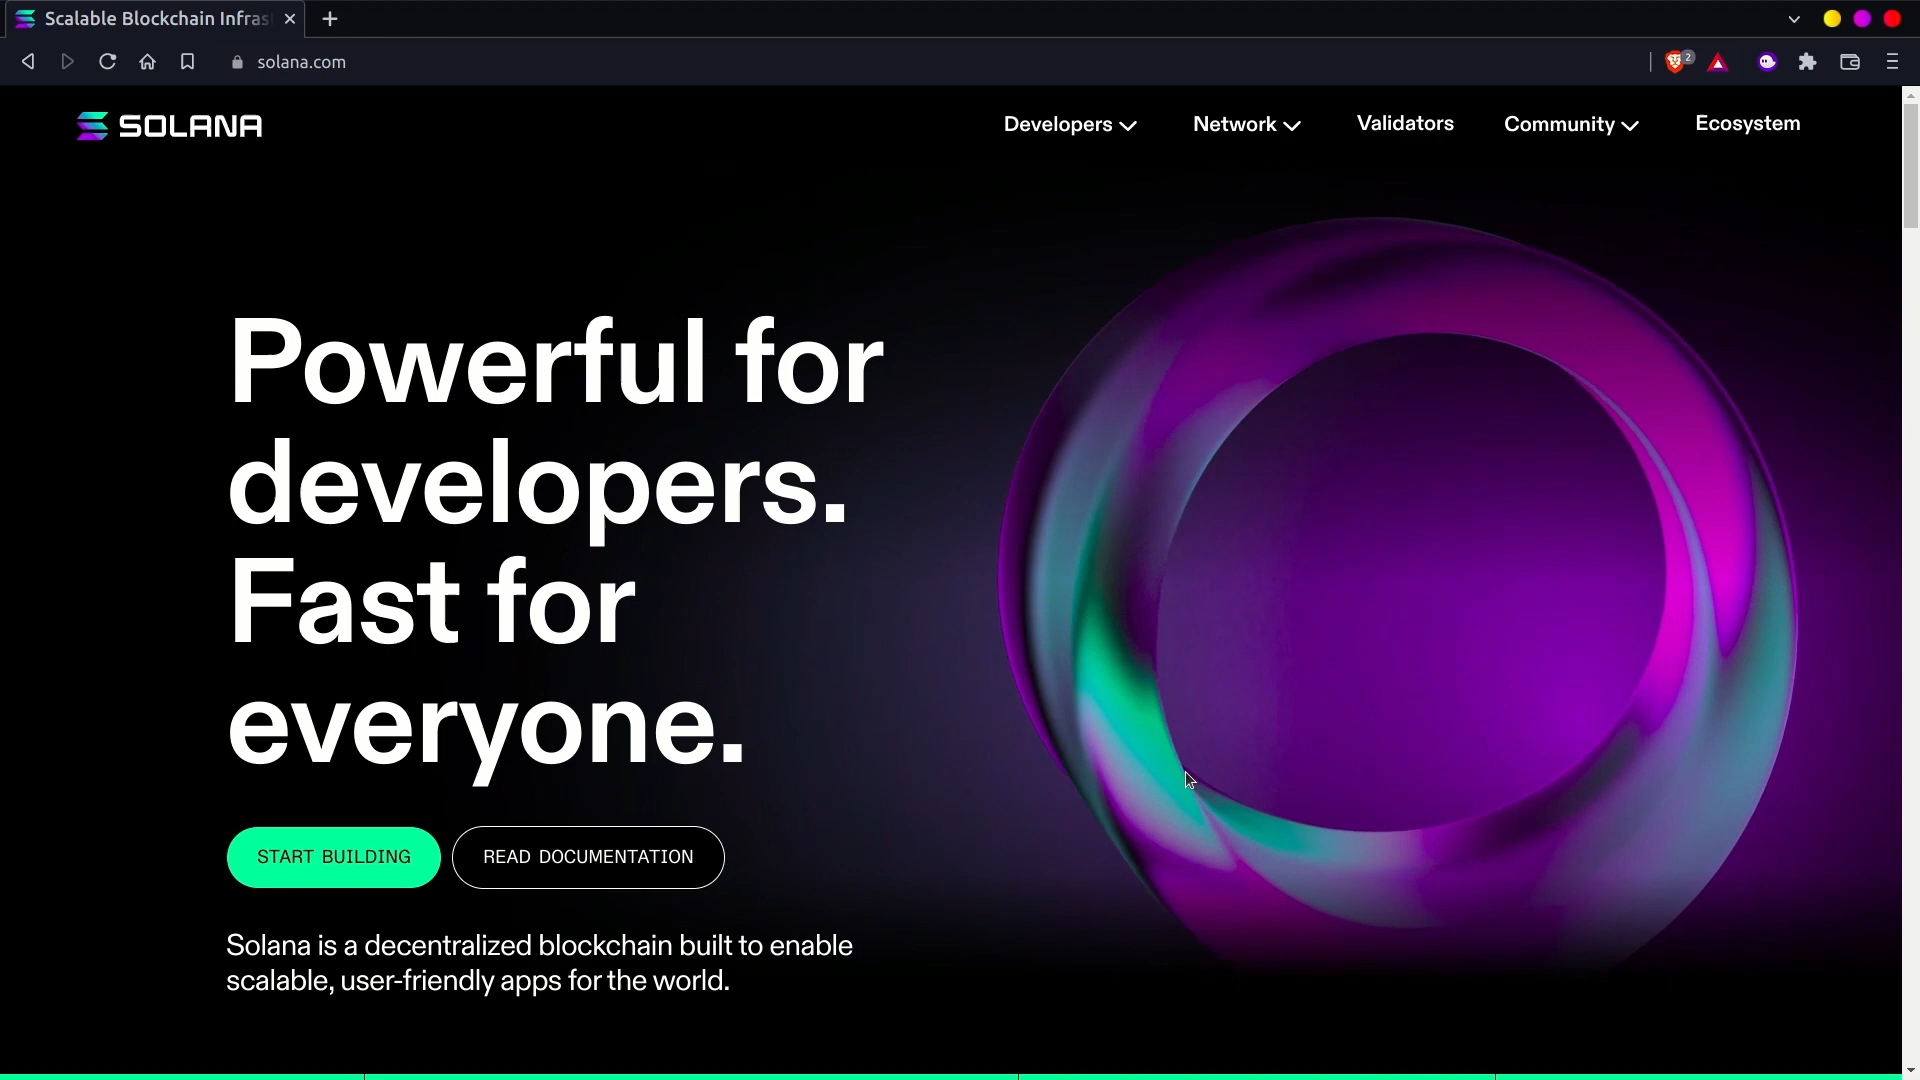 Scalable Blockchain Infras
solana.com
2
SOLANA
Developers
Network
Validators
Community
Ecosystem
Powerful for
developers.
Fast for
everyone.
START BUILDING
READ DOCUMENTATION
Solana is a decentralized blockchain built to enable
scalable, user-friendly apps for the world.